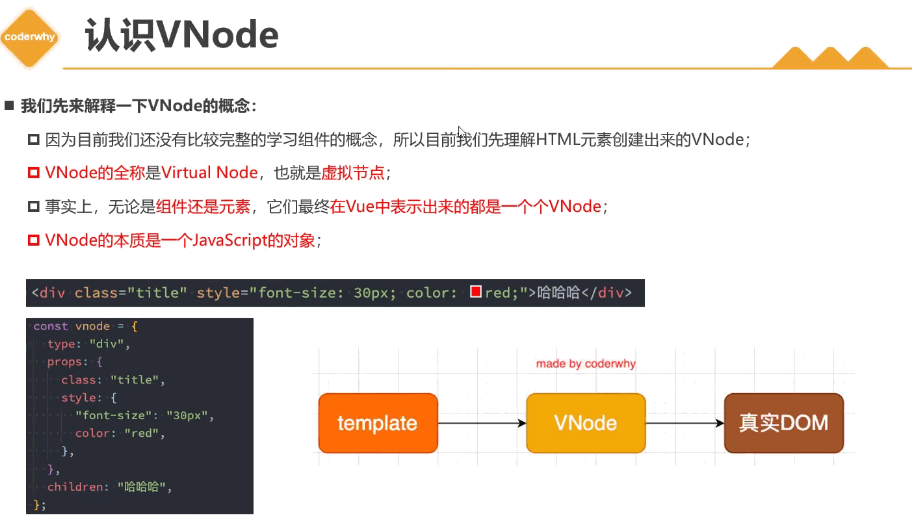 coderwhy
认识VNode
我们先来解释一下VNode的概念：
因为目前我们还没有比较完整的学习组件的概念，所以目前我们先理解HTML元素创建出来的VNode；
VNode的全称是Virtual Node，也就是虚拟节点；
事实上，无论是组件还是元素，它们最终在Vue中表示出来的都是一个个VNode；
VNode的本质是一个JavaScript的对象；
<div class="title" style="font-size: 30px; color: red;">哈哈哈</div>
const vnode = {
type: "div",
props: {
class: "title",
style: {
"font-size": "30px",
color: "red",
},
},
children: "哈哈哈",
};
made by coderwhy
template
VNode
真实DOM